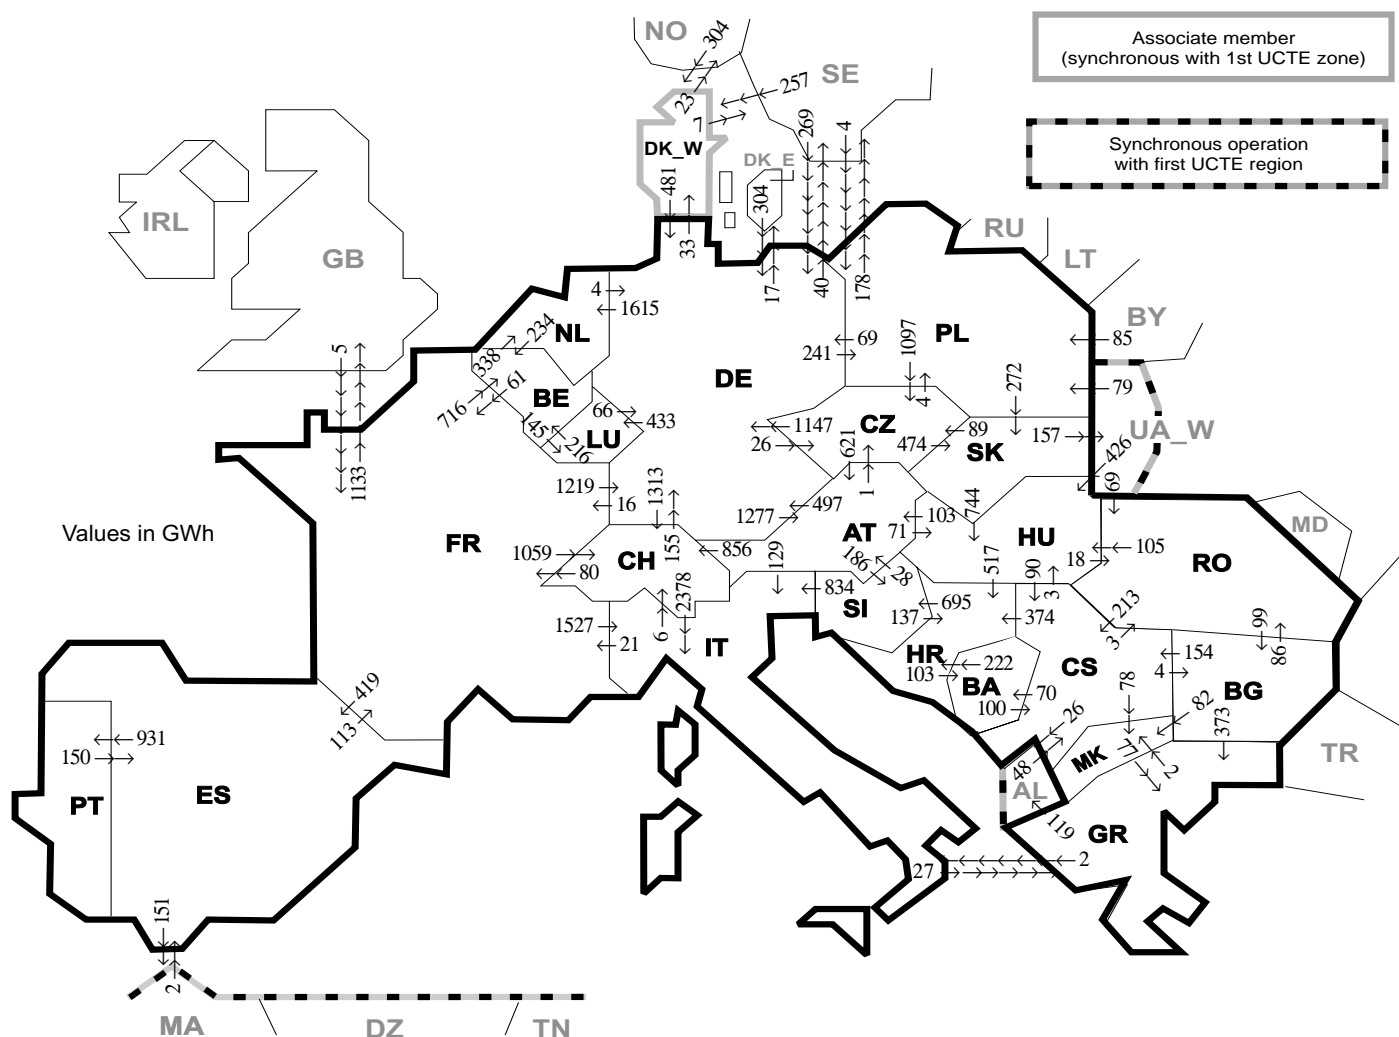 NO
304
Associate member
(synchronous with 1st UCTE zone)
SE
257
23
7
269
4
DK_W
DK_E
Synchronous operation
with first UCTE region
481
304
IRL
GB
33
17
40
178
RU
LT
4
1615
NL
234
338
BY
PL
85
69
241
1097
5
DE
BE
61
716
4
272
79
66
433
145
LU
216
1147
26
CZ
89
474
SK
157
UA_W
426
621
1133
1219
16
1313
1
69
744
497
1277
103
71
MD
Values in GWh
FR
AT
HU
105
18
RO
1059
80
CH
155
856
129
186
28
517
90
3
834
SI
137
695
374
213
3
99
86
2378
6
1527
21
IT
HR
103
222
BA
CS
154
4
BG
70
100
78
82
373
26
419
113
931
150
PT
ES
MK
7
2
48
AL
TR
119
GR
27
2
151
2
MA
DZ
TN